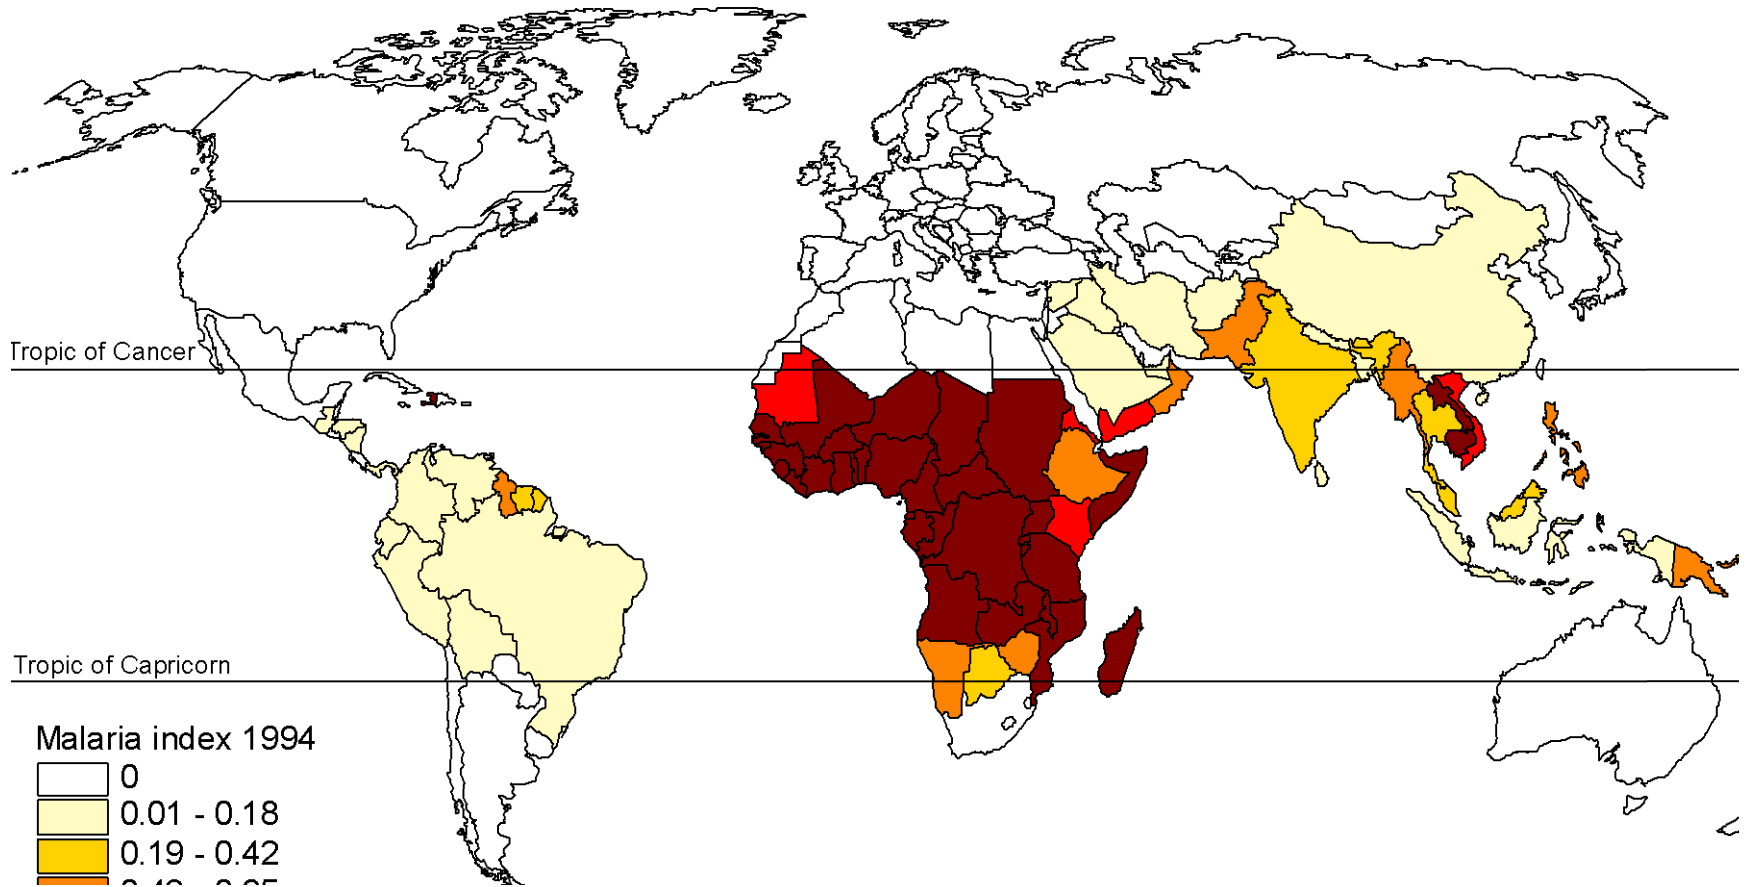 Tropic of Cancer
Tropic of Capricorn
Malaria index 1994
0
0.01 - 0.18
0.19 - 0.42